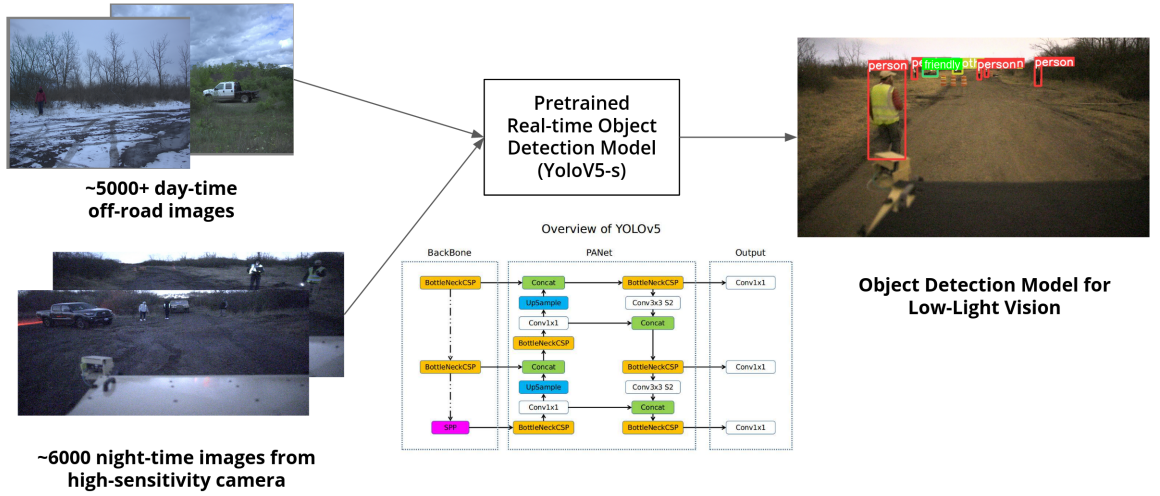 ~5000+ day-time
off-road images
~6000 night-time images from
high-sensitivity camera
Pretrained
Real-time Object
Detection Model
(YoloV5-s)
Overview of YOLOv5
BackBone
PANet
Output
BottleNeckCSP
Concat
BottleNeckCSP
Conv1x1
UpSample
Conv3x3 S2
Conv1x1
Concat
BottleNeckCSP
BottleNeckCSP
Concat
BottleNeckCSP
Conv1x1
UpSample
Conv3x3 S2
Conv1x1
Concat
SPP
BottleNeckCSP
BottleNeckCSP
Conv1x1
person
friendly
person
person
Object Detection Model for
Low-Light Vision